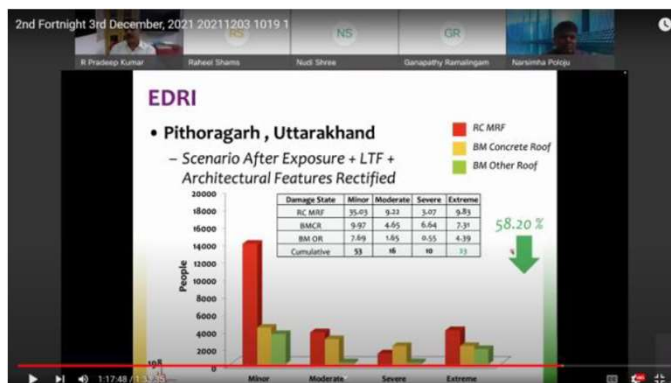 2nd Fortnight 3rd December, 2021 20211203 1019 1
RS
NS
GR
R Pradeep Kumar
Raheel Shams
Nudi Shree
Ganapathy Ramalingam
Narsimha Poloju
EDRI
• Pithoragarh , Uttarakhand
– Scenario After Exposure + LTF +
Architectural Features Rectified
RC MRF
BM Concrete Roof
BM Other Roof
Damage State Minor Moderate Severe Extreme
RC MRF 35.03 9.22 3.07 9.83
BMCR 9.97 4.65 6.64 7.31
BM OR 7.69 1.65 0.55 4.39
Cumulative 53 16 10 23
58.20 %
People
20000
18000
16000
14000
12000
10000
8000
6000
4000
2000
0
Minor
Moderate
Severe
Extreme